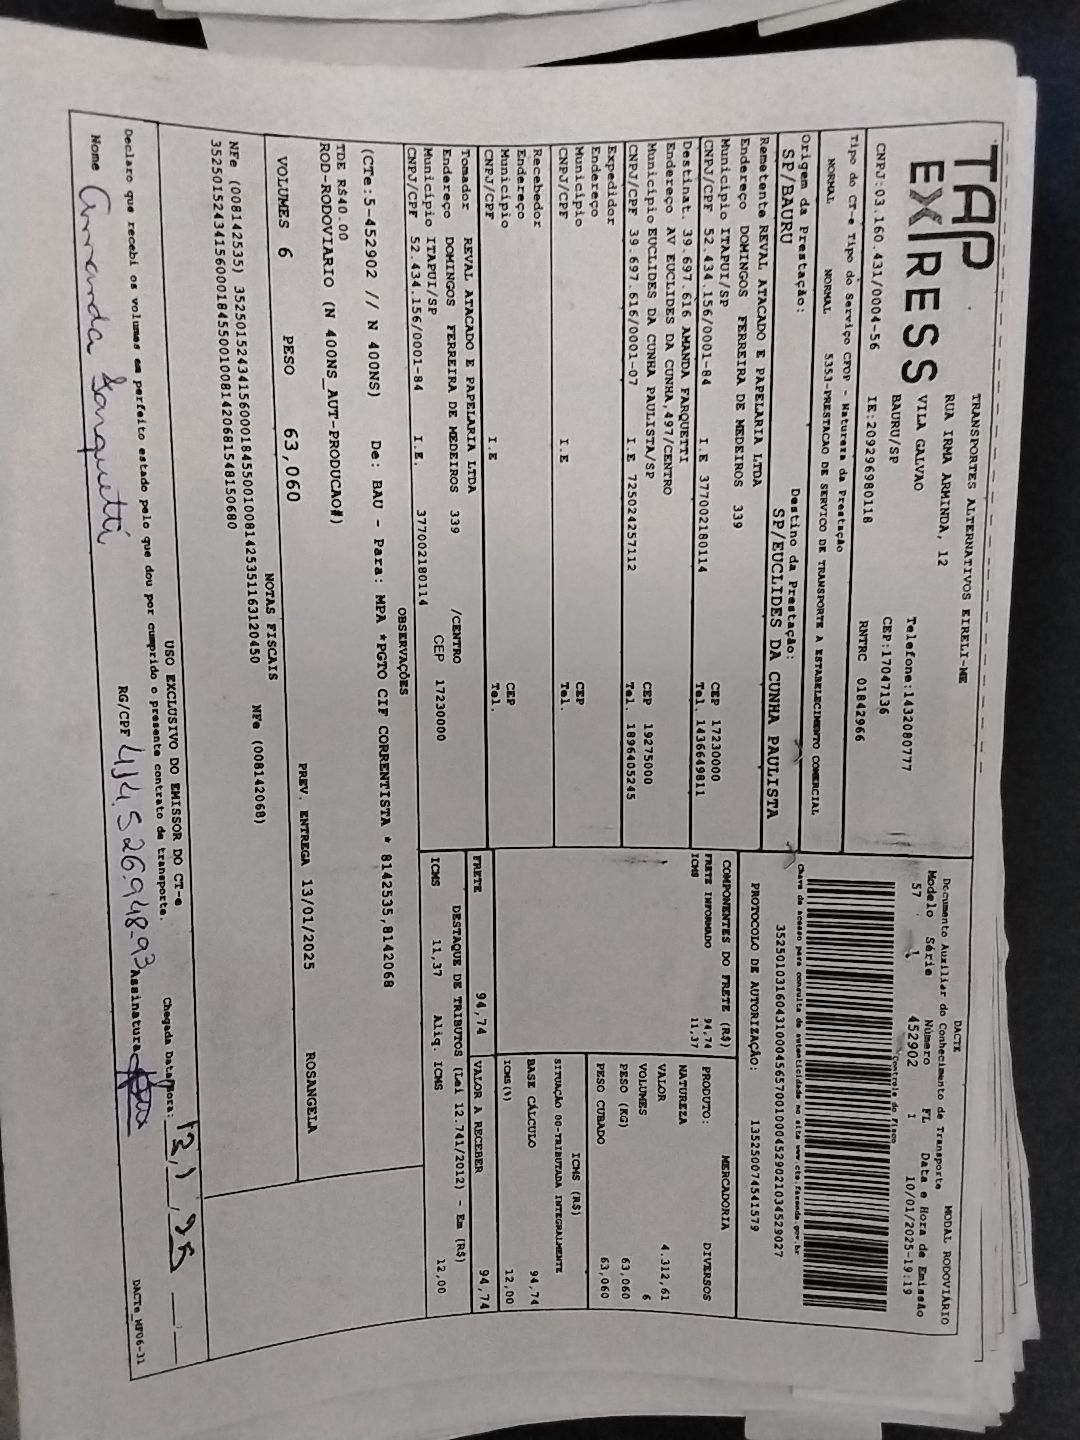 TAP EXPRESS
TRANSPORTES ALTERNATIVOS EIRELI-ME
RUA IRMA ARMINDA, 12
VILA GALVAO Telefone:1432080777
BAURU/SP CEP:17047136
CNPJ:03.160.431/0004-56 IE:209296980118 RNTRC 01842966
Tipo do CT-e Tipo do Serviço CFOP - Natureza da Prestação
NORMAL NORMAL 5353-PRESTACAO DE SERVICO DE TRANSPORTE A ESTABELECIMENTO COMERCIAL
Origem da Prestação: Destino da Prestação:
SP/BAURU SP/EUCLIDES DA CUNHA PAULISTA
DACTE MODAL RODOVIÁRIO
Documento Auxiliar do Conhecimento de Transporte
Modelo Série Número FL Data e Hora de Emissão
57 1 452902 1 10/01/2025-19:19
Controle do Fisco
Chave de acesso para consulta de autenticidade no site www.cte.fazenda.gov.br
35250103160431000456570010004529021034529027
PROTOCOLO DE AUTORIZAÇÃO: 135250074541579
Remetente REVAL ATACADO E PAPELARIA LTDA
Endereço DOMINGOS FERREIRA DE MEDEIROS 339
Municipio ITAPUI/SP CEP 17230000
CNPJ/CPF 52.434.156/0001-84 I.E 377002180114 Tel. 1436649811
Destinat. 39.697.616 AMANDA FARQUETTI
Endereço AV EUCLIDES DA CUNHA,497/CENTRO
Municipio EUCLIDES DA CUNHA PAULISTA/SP CEP 19275000
CNPJ/CPF 39.697.616/0001-07 I.E 725024257112 Tel. 1896405245
Expedidor
Endereço
Municipio CEP
CNPJ/CPF I.E Tel.
Recebedor
Endereço
Municipio CEP
CNPJ/CPF I.E Tel.
Tomador REVAL ATACADO E PAPELARIA LTDA
Endereço DOMINGOS FERREIRA DE MEDEIROS 339 /CENTRO
Municipio ITAPUI/SP CEP 17230000
CNPJ/CPF 52.434.156/0001-84 I.E. 377002180114
COMPONENTES DO FRETE (R$)
FRETE INFORMADO 94,74
ICMS 11,37
PRODUTO: MERCADORIA
NATUREZA DIVERSOS
VALOR 4.312,61
VOLUMES 6
PESO (KG) 63,060
PESO CUBADO 63,060
ICMS (R$)
SITUAÇÃO 00-TRIBUTADA INTEGRALMENTE
BASE CÁLCULO 94,74
ICMS(%) 12,00
FRETE 94,74 VALOR A RECEBER 94,74
DESTAQUE DE TRIBUTOS (Lei 12.741/2012) - Em (R$)
ICMS 11,37 Aliq. ICMS 12,00
OBSERVAÇÕES
(CTe:5-452902 // N 400NS) De: BAU - Para: MPA *PGTO CIF CORRENTISTA * 8142535,8142068
TDE R$40.00
ROD-RODOVIARIO (N 400NS_AUT-PRODUCAO#)
VOLUMES 6 PESO 63,060 PREV. ENTREGA 13/01/2025 ROSANGELA
NOTAS FISCAIS
NFe (008142535) 35250152434156000184550010081425351163120450 NFe (008142068)
35250152434156000184550010081420681548150680
USO EXCLUSIVO DO EMISSOR DO CT-e
Declaro que recebi os volumes em perfeito estado pelo que dou por cumprido o presente contrato de transporte.
Chegada Data/Hora:
Nome Amanda Farquetti RG/CPF 414.526.948-93 Assinatura
DACTe_MF06-31